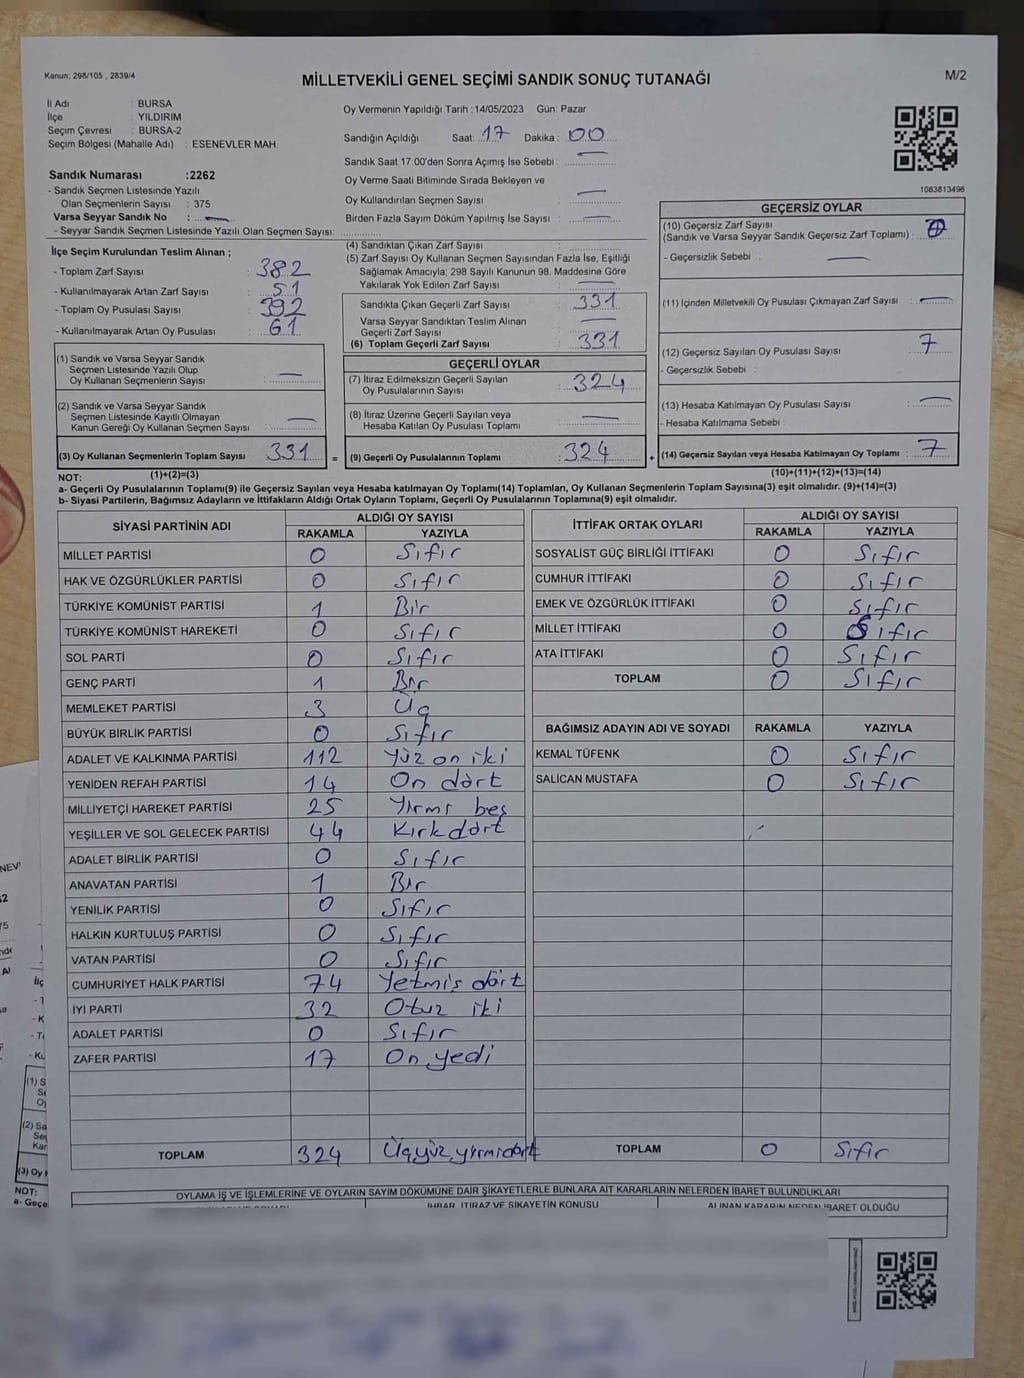 Kanun; 298/105 , 2839/4
MİLLETVEKİLİ GENEL SEÇİMİ SANDIK SONUÇ TUTANAĞI
M/2
İl Adı : BURSA
İlçe : YILDIRIM
Seçim Çevresi : BURSA-2
Seçim Bölgesi (Mahalle Adı) : ESENEVLER MAH.
Sandık Numarası :2262
- Sandık Seçmen Listesinde Yazılı
Olan Seçmenlerin Sayısı : 375
Varsa Seyyar Sandık No : —
- Seyyar Sandık Seçmen Listesinde Yazılı Olan Seçmen Sayısı:
Oy Vermenin Yapıldığı Tarih :14/05/2023 Gün: Pazar
Sandığın Açıldığı Saat: 17 Dakika : 00
Sandık Saat 17:00'den Sonra Açımış İse Sebebi : —
Oy Verme Saati Bitiminde Sırada Bekleyen ve
Oy Kullandırılan Seçmen Sayısı : —
Birden Fazla Sayım Döküm Yapılmış İse Sayısı : —
1083813496
İlçe Seçim Kurulundan Teslim Alınan ;
- Toplam Zarf Sayısı : 382
- Kullanılmayarak Artan Zarf Sayısı : 51
- Toplam Oy Pusulası Sayısı : 392
- Kullanılmayarak Artan Oy Pusulası : 61
(1) Sandık ve Varsa Seyyar Sandık
Seçmen Listesinde Yazılı Olup
Oy Kullanan Seçmenlerin Sayısı : —
(2) Sandık ve Varsa Seyyar Sandık
Seçmen Listesinde Kayıtlı Olmayan
Kanun Gereği Oy Kullanan Seçmen Sayısı : —
(3) Oy Kullanan Seçmenlerin Toplam Sayısı : 331 =
(4) Sandıktan Çıkan Zarf Sayısı :
(5) Zarf Sayısı Oy Kullanan Seçmen Sayısından Fazla İse, Eşitliği
Sağlamak Amacıyla; 298 Sayılı Kanunun 98. Maddesine Göre
Yakılarak Yok Edilen Zarf Sayısı : —
Sandıkta Çıkan Geçerli Zarf Sayısı : 331
Varsa Seyyar Sandıktan Teslim Alınan
Geçerli Zarf Sayısı : —
(6) Toplam Geçerli Zarf Sayısı : 331
GEÇERLİ OYLAR
(7) İtiraz Edilmeksizin Geçerli Sayılan
Oy Pusulalarının Sayısı : 324
(8) İtiraz Üzerine Geçerli Sayılan veya
Hesaba Katılan Oy Pusulası Toplamı : —
(9) Geçerli Oy Pusulalarının Toplamı : 324 +
GEÇERSİZ OYLAR
(10) Geçersiz Zarf Sayısı
(Sandık ve Varsa Seyyar Sandık Geçersiz Zarf Toplamı) :
- Geçersizlik Sebebi : —
(11) İçinden Milletvekili Oy Pusulası Çıkmayan Zarf Sayısı : —
(12) Geçersiz Sayılan Oy Pusulası Sayısı : 7
- Geçersizlik Sebebi :
(13) Hesaba Katılmayan Oy Pusulası Sayısı : —
- Hesaba Katılmama Sebebi :
(14) Geçersiz Sayılan veya Hesaba Katılmayan Oy Toplamı : 7
NOT: (1)+(2)=(3) (10)+(11)+(12)+(13)=(14)
a- Geçerli Oy Pusulalarının Toplamı(9) ile Geçersiz Sayılan veya Hesaba katılmayan Oy Toplamı(14) Toplamları, Oy Kullanan Seçmenlerin Toplam Sayısına(3) eşit olmalıdır. (9)+(14)=(3)
b- Siyasi Partilerin, Bağımsız Adayların ve İttifakların Aldığı Ortak Oyların Toplamı, Geçerli Oy Pusulalarının Toplamına(9) eşit olmalıdır.
SİYASİ PARTİNİN ADI ALDIĞI OY SAYISI
RAKAMLA YAZIYLA
MİLLET PARTİSİ 0 Sıfır
HAK VE ÖZGÜRLÜKLER PARTİSİ 0 Sıfır
TÜRKİYE KOMÜNİST PARTİSİ 1 Bir
TÜRKİYE KOMÜNİST HAREKETİ 0 Sıfır
SOL PARTİ 0 Sıfır
GENÇ PARTİ 1 Bir
MEMLEKET PARTİSİ 3 Üç
BÜYÜK BİRLİK PARTİSİ 0 Sıfır
ADALET VE KALKINMA PARTİSİ 112 Yüz on iki
YENİDEN REFAH PARTİSİ 14 On dört
MİLLİYETÇİ HAREKET PARTİSİ 25 Yirmi beş
YEŞİLLER VE SOL GELECEK PARTİSİ 44 Kırk dört
ADALET BİRLİK PARTİSİ 0 Sıfır
ANAVATAN PARTİSİ 1 Bir
YENİLİK PARTİSİ 0 Sıfır
HALKIN KURTULUŞ PARTİSİ 0 Sıfır
VATAN PARTİSİ 0 Sıfır
CUMHURİYET HALK PARTİSİ 74 Yetmiş dört
İYİ PARTİ 32 Otuz iki
ADALET PARTİSİ 0 Sıfır
ZAFER PARTİSİ 17 On yedi
TOPLAM 324 Üçyüz yirmidört
İTTİFAK ORTAK OYLARI ALDIĞI OY SAYISI
RAKAMLA YAZIYLA
SOSYALİST GÜÇ BİRLİĞİ İTTİFAKI 0 Sıfır
CUMHUR İTTİFAKI 0 Sıfır
EMEK VE ÖZGÜRLÜK İTTİFAKI 0 Sıfır
MİLLET İTTİFAKI 0 Sıfır
ATA İTTİFAKI 0 Sıfır
TOPLAM 0 Sıfır
BAĞIMSIZ ADAYIN ADI VE SOYADI RAKAMLA YAZIYLA
KEMAL TÜFENK 0 Sıfır
SALİCAN MUSTAFA 0 Sıfır
TOPLAM 0 Sıfır
OYLAMA İŞ VE İŞLEMLERİNE VE OYLARIN SAYIM DÖKÜMÜNE DAİR ŞİKAYETLERLE BUNLARA AİT KARARLARIN NELERDEN İBARET BULUNDUKLARI
İHBAR, İTİRAZ VE ŞİKAYETİN KONUSU ALINAN KARARIN NEDEN İBARET OLDUĞU